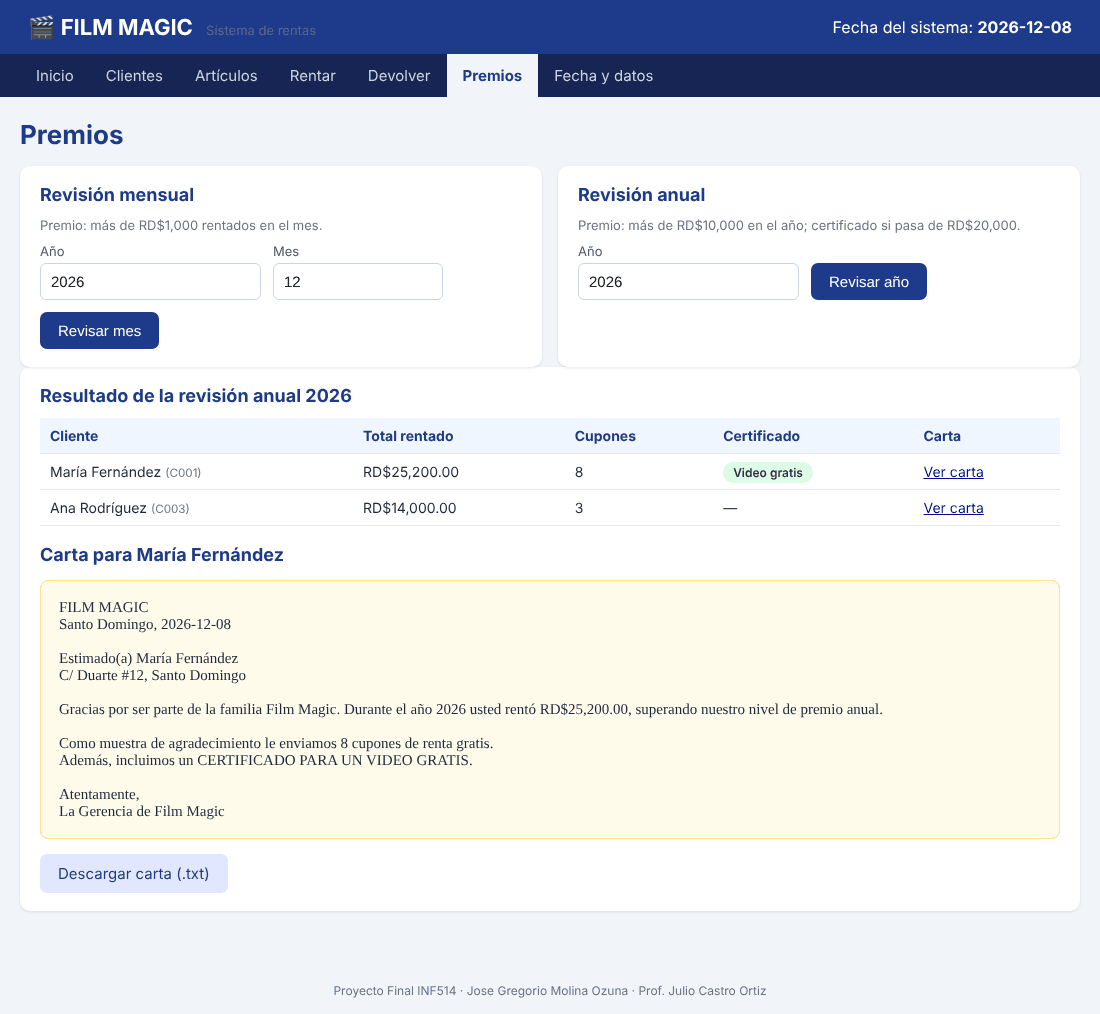 🎬 FILM MAGIC Sistema de rentas
Fecha del sistema: 2026-12-08
Inicio Clientes Artículos Rentar Devolver Premios Fecha y datos
Premios
Revisión mensual
Premio: más de RD$1,000 rentados en el mes.
Año Mes
2026 12
Revisar mes
Revisión anual
Premio: más de RD$10,000 en el año; certificado si pasa de RD$20,000.
Año
2026 Revisar año
Resultado de la revisión anual 2026
Cliente Total rentado Cupones Certificado Carta
María Fernández (C001) RD$25,200.00 8 Video gratis Ver carta
Ana Rodríguez (C003) RD$14,000.00 3 — Ver carta
Carta para María Fernández
FILM MAGIC
Santo Domingo, 2026-12-08
Estimado(a) María Fernández
C/ Duarte #12, Santo Domingo
Gracias por ser parte de la familia Film Magic. Durante el año 2026 usted rentó RD$25,200.00, superando nuestro nivel de premio anual.
Como muestra de agradecimiento le enviamos 8 cupones de renta gratis.
Además, incluimos un CERTIFICADO PARA UN VIDEO GRATIS.
Atentamente,
La Gerencia de Film Magic
Descargar carta (.txt)
Proyecto Final INF514 · Jose Gregorio Molina Ozuna · Prof. Julio Castro Ortiz